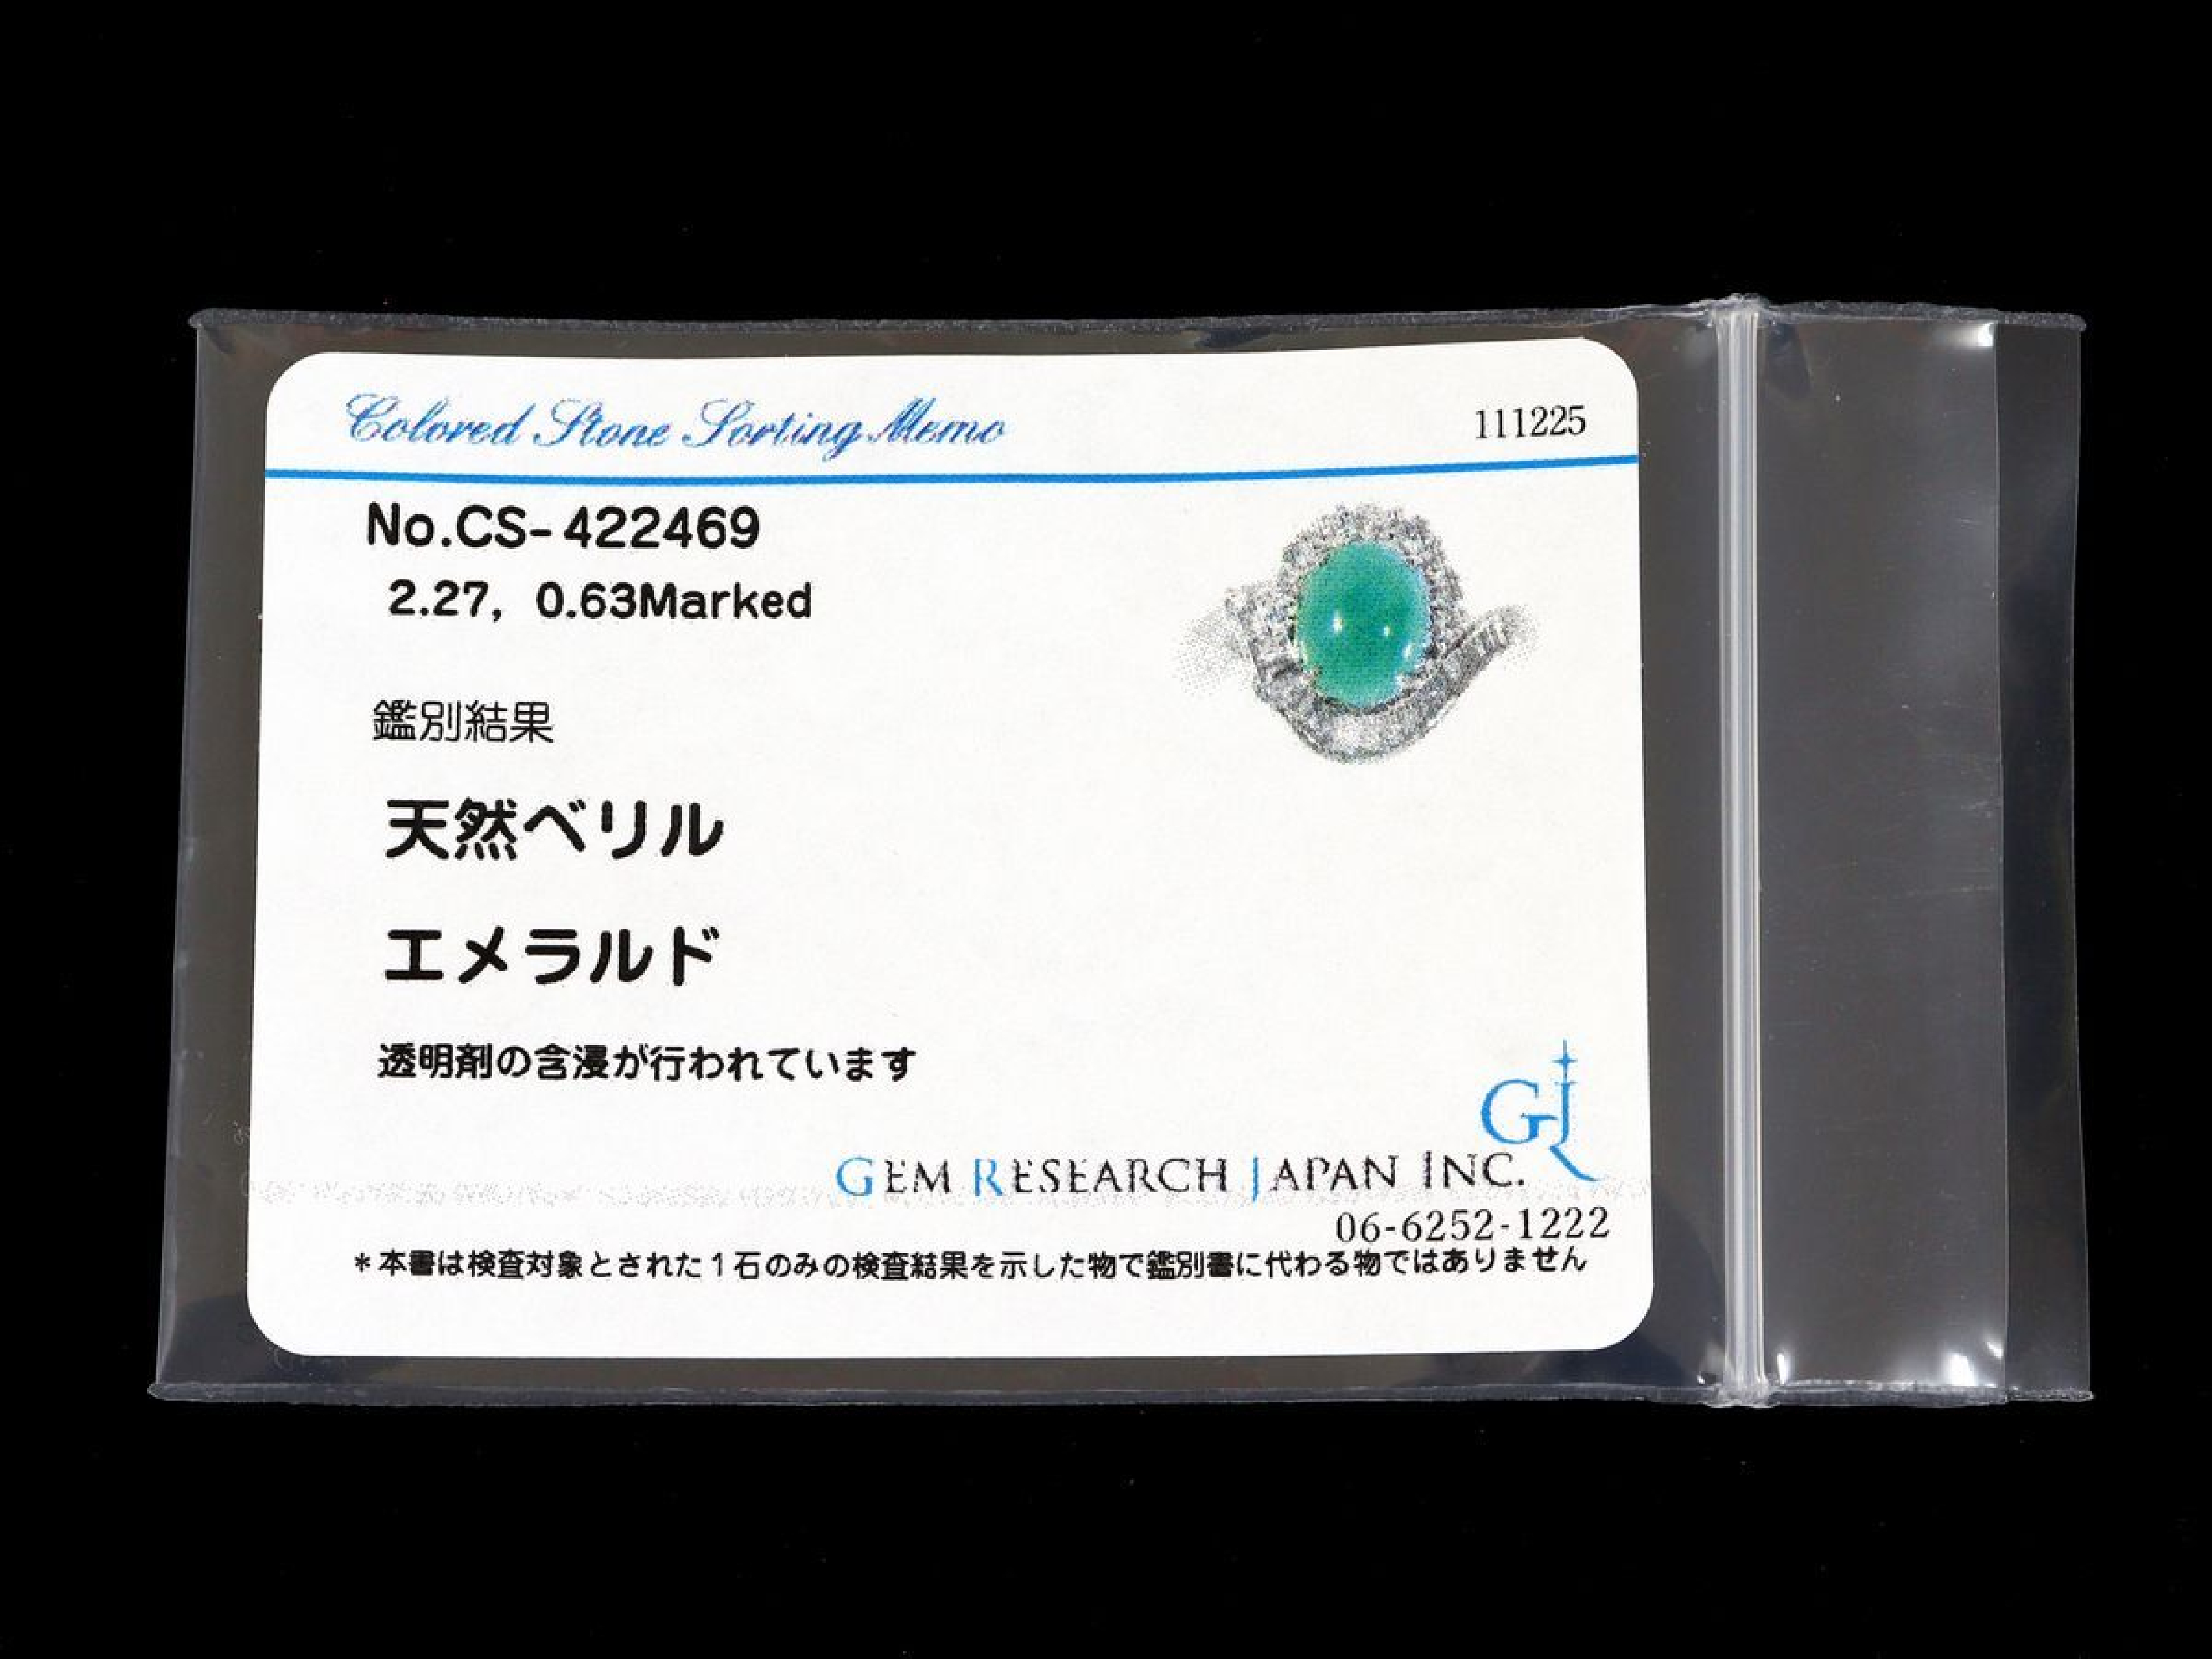 Colored Stone Sorting Memo
111225
No.CS-422469
2.27, 0.63Marked
鑑別結果
天然ベリル
エメラルド
透明剤の含浸が行われています
GJ
GEM RESEARCH JAPAN INC.
06-6252-1222
*本書は検査対象とされた1石のみの検査結果を示した物で鑑別書に代わる物ではありません